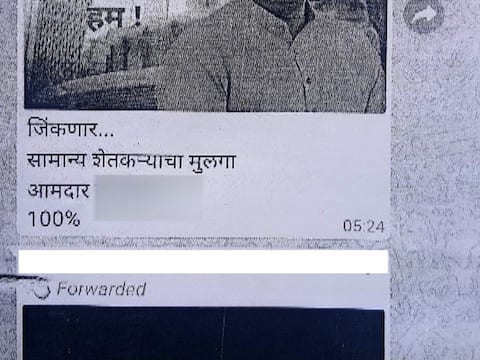 हम !
जिंकणार...
सामान्य शेतकऱ्याचा मुलगा
आमदार
100%
05:24
Forwarded